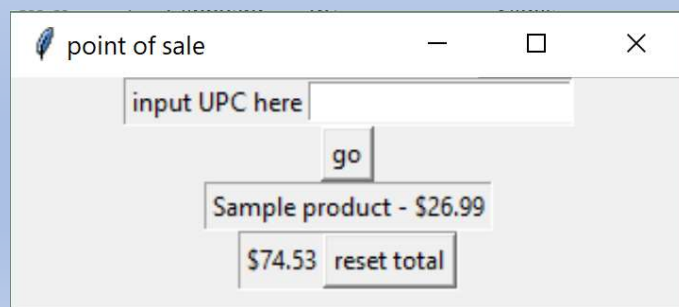 point of sale
input UPC here
go
Sample product - $26.99
$74.53 reset total